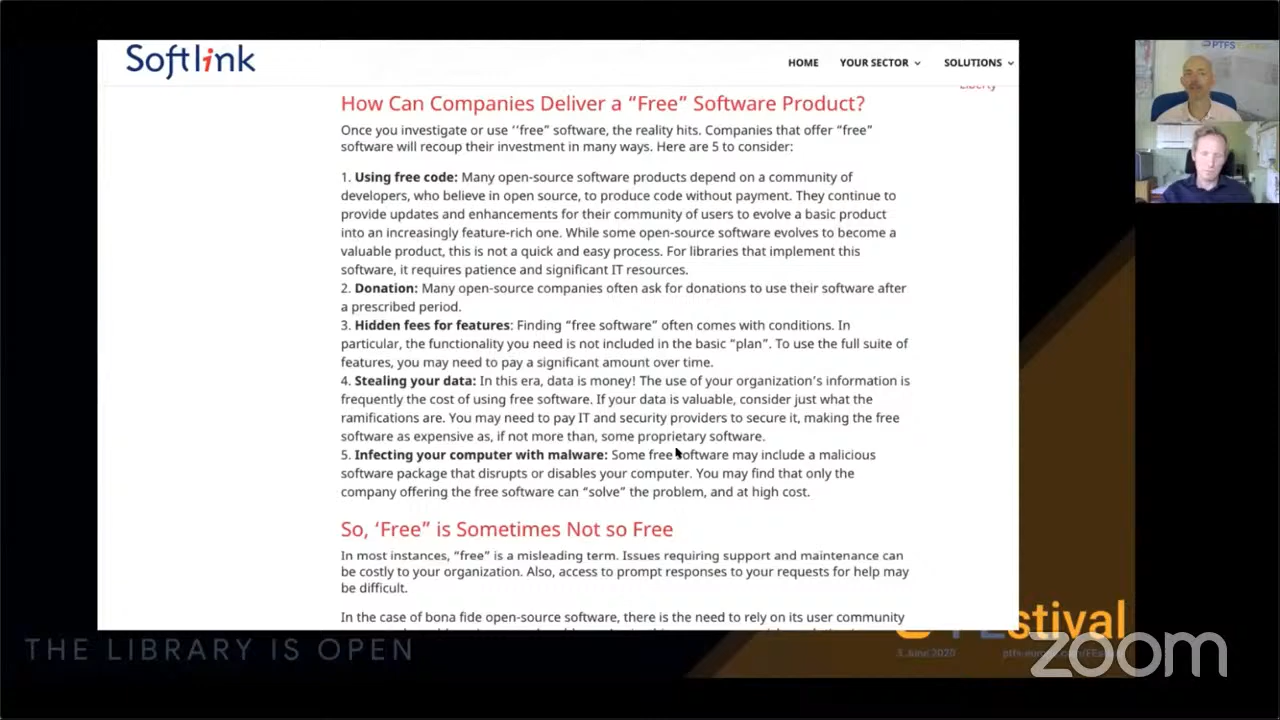 Softlink
HOME YOUR SECTOR SOLUTIONS
Liberty
How Can Companies Deliver a “Free” Software Product?
Once you investigate or use ‘‘free” software, the reality hits. Companies that offer “free”
software will recoup their investment in many ways. Here are 5 to consider:
1. Using free code: Many open-source software products depend on a community of
developers, who believe in open source, to produce code without payment. They continue to
provide updates and enhancements for their community of users to evolve a basic product
into an increasingly feature-rich one. While some open-source software evolves to become a
valuable product, this is not a quick and easy process. For libraries that implement this
software, it requires patience and significant IT resources.
2. Donation: Many open-source companies often ask for donations to use their software after
a prescribed period.
3. Hidden fees for features: Finding “free software” often comes with conditions. In
particular, the functionality you need is not included in the basic “plan”. To use the full suite of
features, you may need to pay a significant amount over time.
4. Stealing your data: In this era, data is money! The use of your organization’s information is
frequently the cost of using free software. If your data is valuable, consider just what the
ramifications are. You may need to pay IT and security providers to secure it, making the free
software as expensive as, if not more than, some proprietary software.
5. Infecting your computer with malware: Some free software may include a malicious
software package that disrupts or disables your computer. You may find that only the
company offering the free software can “solve” the problem, and at high cost.
So, ‘Free” is Sometimes Not so Free
In most instances, “free” is a misleading term. Issues requiring support and maintenance can
be costly to your organization. Also, access to prompt responses to your requests for help may
be difficult.
In the case of bona fide open-source software, there is the need to rely on its user community
PTFS
THE LIBRARY IS OPEN
stival
zoom